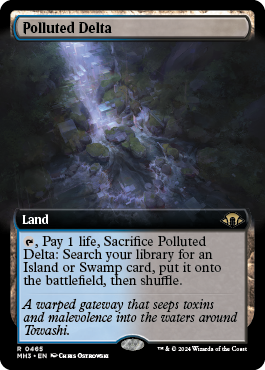 Polluted Delta
Land
, Pay 1 life, Sacrifice Polluted
Delta: Search your library for an
Island or Swamp card, put it onto
the battlefield, then shuffle.
A warped gateway that seeps toxins
and malevolence into the waters around
Towashi.
R 0465
MH3 • EN Chris Ostrowski
™ & © 2024 Wizards of the Coast